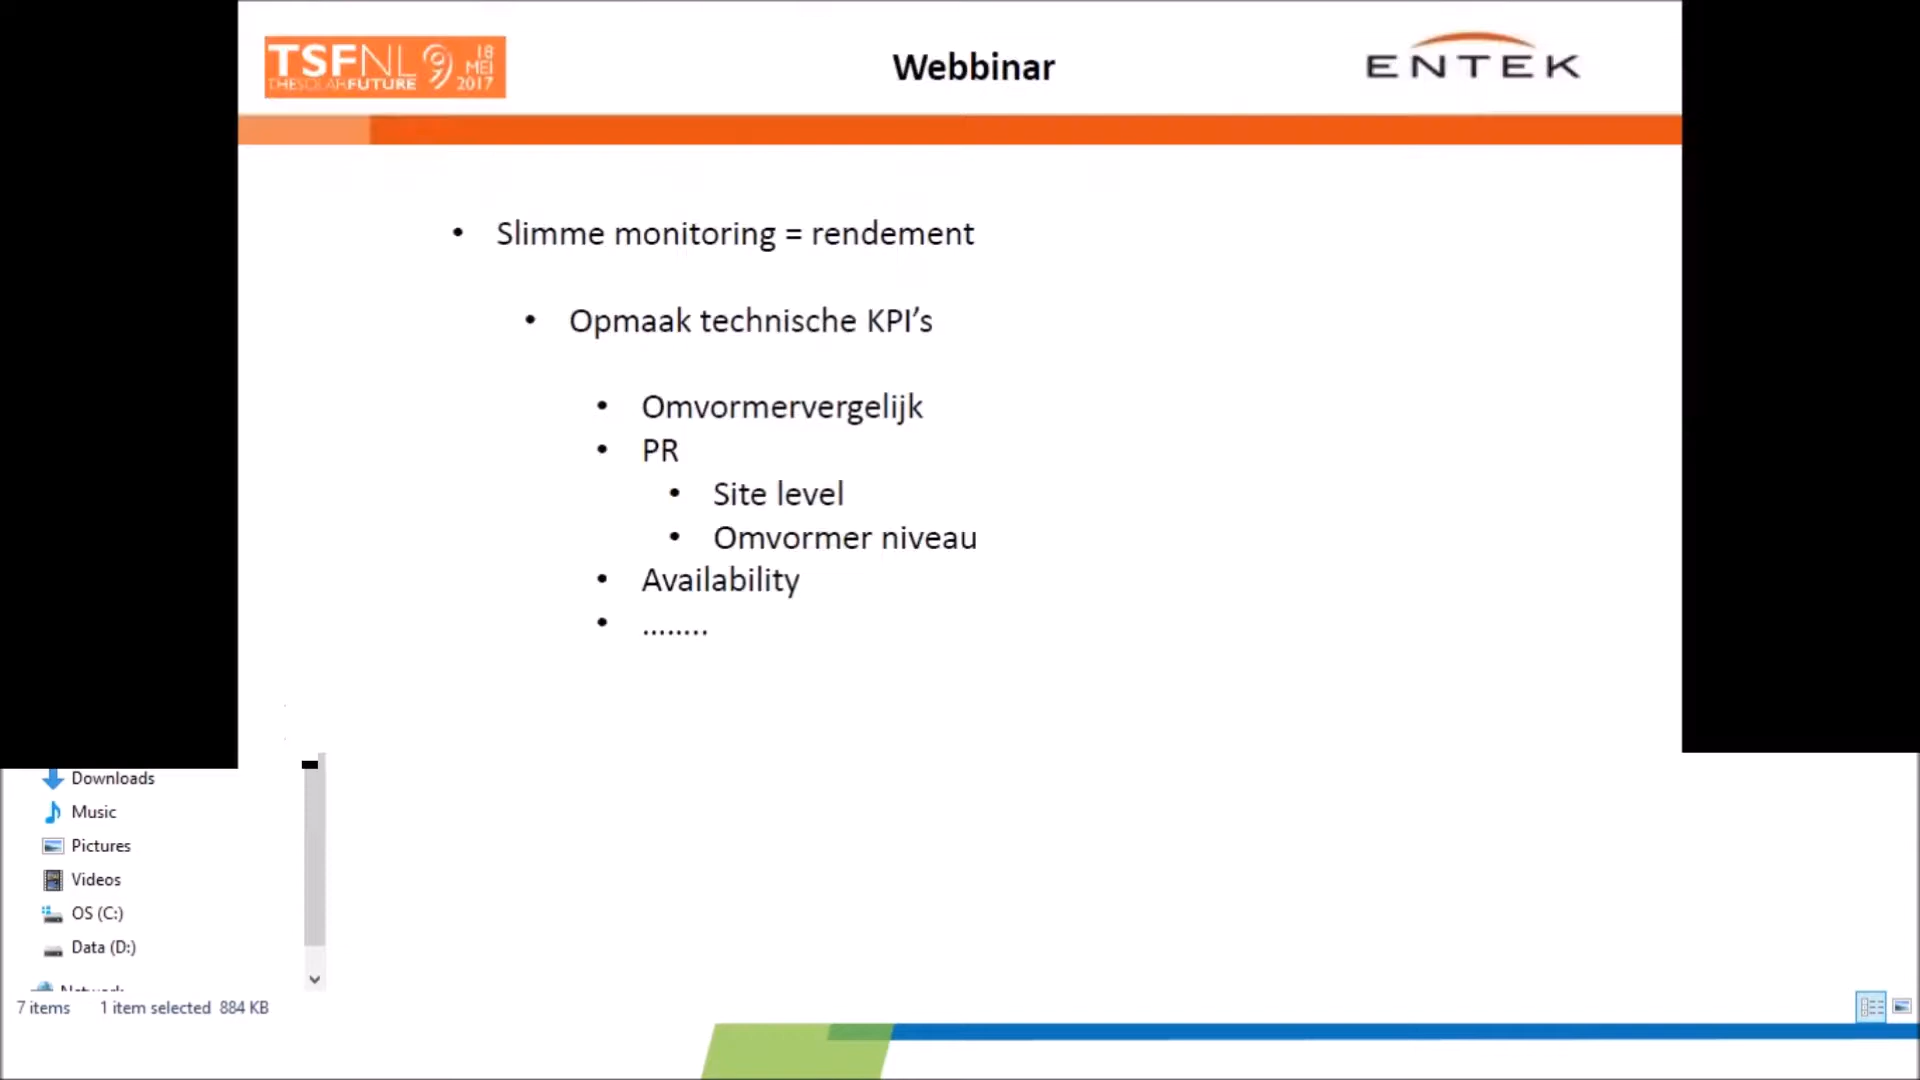 TSFNL 9 18 MEI 2017
THESOLARFUTURE
Webbinar
ENTEK
• Slimme monitoring = rendement
• Opmaak technische KPI’s
• Omvormervergelijk
• PR
• Site level
• Omvormer niveau
• Availability
• ........
Downloads
Music
Pictures
Videos
OS (C:)
Data (D:)
Network
7 items 1 item selected 884 KB